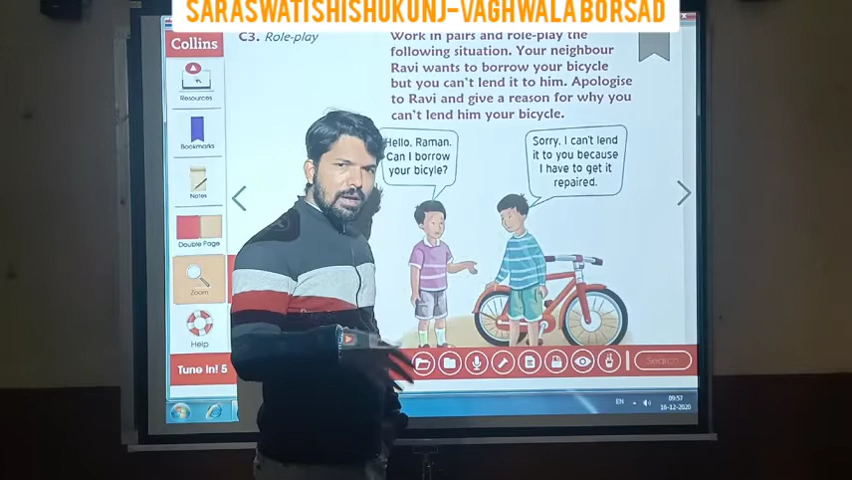 SARASWATISHISHUKUNJ-VAGHWALA BORSAD
Collins
Resources
Bookmarks
Notes
Double Page
Zoom
Help
Tune In! 5
C3. Role-play
Work in pairs and role-play the
following situation. Your neighbour
Ravi wants to borrow your bicycle
but you can't lend it to him. Apologise
to Ravi and give a reason for why you
can't lend him your bicycle.
Hello, Raman.
Can I borrow
your bicyle?
Sorry. I can't lend
it to you because
I have to get it
repaired.
Search
EN
09:57
16-12-2020